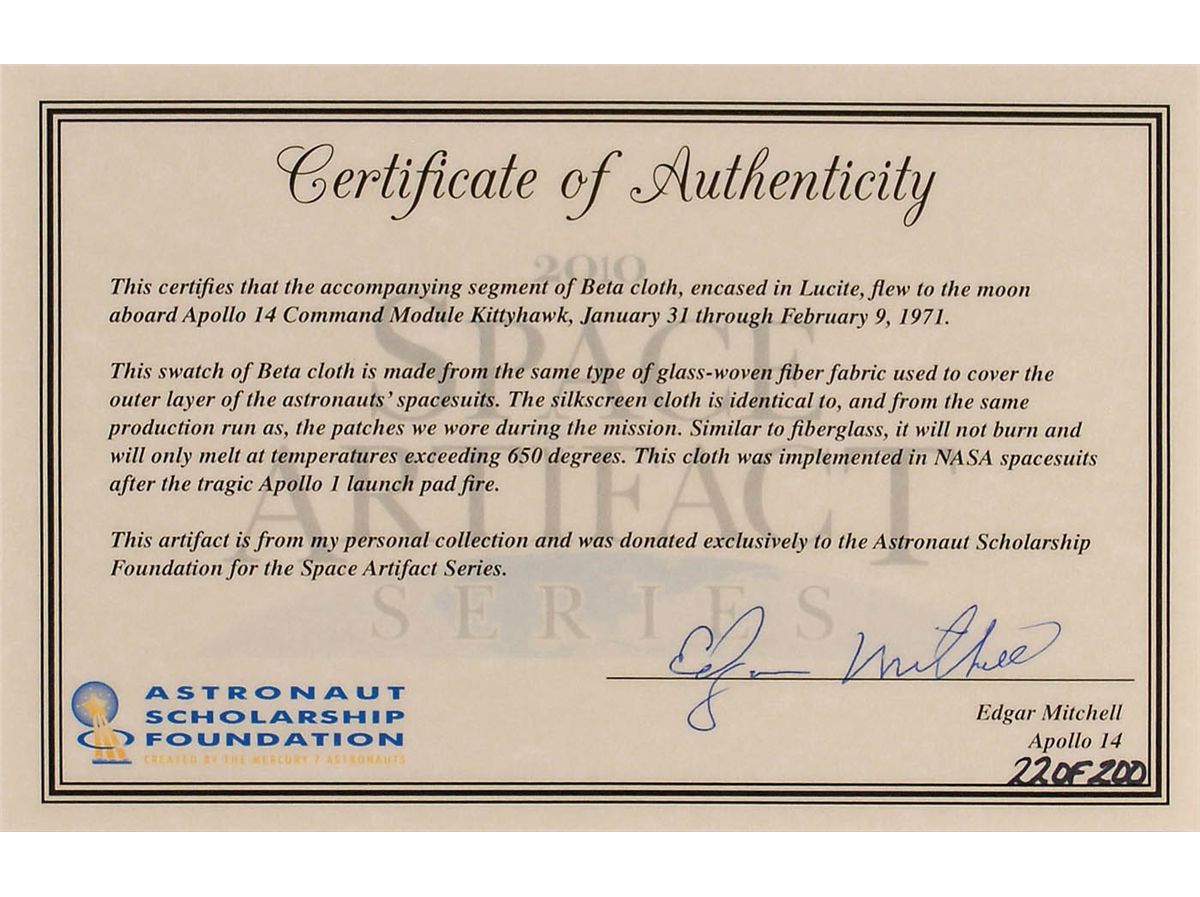 Certificate of Authenticity
2010
SPACE
ARTIFACT
SERIES
This certifies that the accompanying segment of Beta cloth, encased in Lucite, flew to the moon
aboard Apollo 14 Command Module Kittyhawk, January 31 through February 9, 1971.
This swatch of Beta cloth is made from the same type of glass-woven fiber fabric used to cover the
outer layer of the astronauts' spacesuits. The silkscreen cloth is identical to, and from the same
production run as, the patches we wore during the mission. Similar to fiberglass, it will not burn and
will only melt at temperatures exceeding 650 degrees. This cloth was implemented in NASA spacesuits
after the tragic Apollo 1 launch pad fire.
This artifact is from my personal collection and was donated exclusively to the Astronaut Scholarship
Foundation for the Space Artifact Series.
Edgar Mitchell
ASTRONAUT
SCHOLARSHIP
FOUNDATION
CREATED BY THE MERCURY 7 ASTRONAUTS
Edgar Mitchell
Apollo 14
22 OF 200